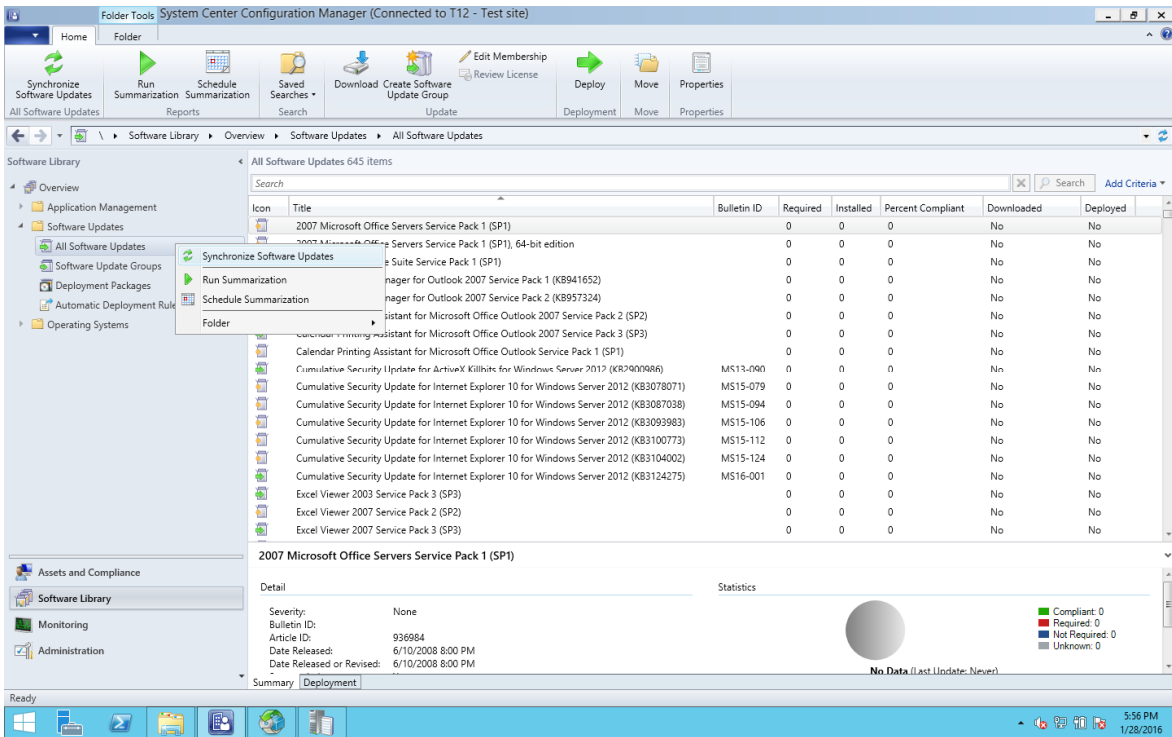 Folder Tools System Center Configuration Manager (Connected to T12 - Test site)
Home Folder
Synchronize Software Updates
Run Summarization
Schedule Summarization
Saved Searches
Download
Create Software Update Group
Edit Membership
Review License
Deploy
Move
Properties
All Software Updates Reports Search Update Deployment Move Properties
\ Software Library Overview Software Updates All Software Updates
Software Library
All Software Updates 645 items
Search Search Add Criteria
Overview
Application Management
Software Updates
All Software Updates
Software Update Groups
Deployment Packages
Automatic Deployment Rule
Operating Systems
Synchronize Software Updates
Run Summarization
Schedule Summarization
Folder
Icon Title Bulletin ID Required Installed Percent Compliant Downloaded Deployed
2007 Microsoft Office Servers Service Pack 1 (SP1) 0 0 0 No No
2007 Microsoft Office Servers Service Pack 1 (SP1), 64-bit edition 0 0 0 No No
e Suite Service Pack 1 (SP1) 0 0 0 No No
nager for Outlook 2007 Service Pack 1 (KB941652) 0 0 0 No No
nager for Outlook 2007 Service Pack 2 (KB957324) 0 0 0 No No
istant for Microsoft Office Outlook 2007 Service Pack 2 (SP2) 0 0 0 No No
Calendar Printing Assistant for Microsoft Office Outlook 2007 Service Pack 3 (SP3) 0 0 0 No No
Calendar Printing Assistant for Microsoft Office Outlook Service Pack 1 (SP1) 0 0 0 No No
Cumulative Security Update for ActiveX Killbits for Windows Server 2012 (KB2900986) MS13-090 0 0 0 No No
Cumulative Security Update for Internet Explorer 10 for Windows Server 2012 (KB3078071) MS15-079 0 0 0 No No
Cumulative Security Update for Internet Explorer 10 for Windows Server 2012 (KB3087038) MS15-094 0 0 0 No No
Cumulative Security Update for Internet Explorer 10 for Windows Server 2012 (KB3093983) MS15-106 0 0 0 No No
Cumulative Security Update for Internet Explorer 10 for Windows Server 2012 (KB3100773) MS15-112 0 0 0 No No
Cumulative Security Update for Internet Explorer 10 for Windows Server 2012 (KB3104002) MS15-124 0 0 0 No No
Cumulative Security Update for Internet Explorer 10 for Windows Server 2012 (KB3124275) MS16-001 0 0 0 No No
Excel Viewer 2003 Service Pack 3 (SP3) 0 0 0 No No
Excel Viewer 2007 Service Pack 2 (SP2) 0 0 0 No No
Excel Viewer 2007 Service Pack 3 (SP3) 0 0 0 No No
Assets and Compliance
Software Library
Monitoring
Administration
2007 Microsoft Office Servers Service Pack 1 (SP1)
Detail
Severity: None
Bulletin ID:
Article ID: 936984
Date Released: 6/10/2008 8:00 PM
Date Released or Revised: 6/10/2008 8:00 PM
Statistics
Compliant: 0
Required: 0
Not Required: 0
Unknown: 0
No Data (Last Update: Never)
Summary Deployment
Ready
5:56 PM
1/28/2016